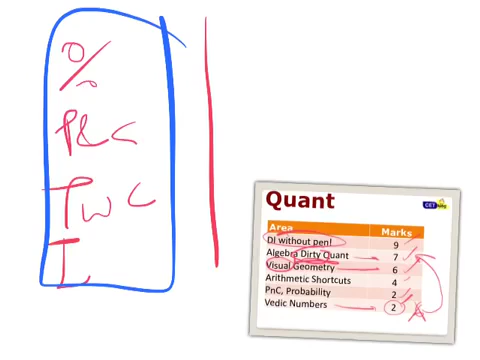 %
P&C
TWC
I
Quant
CET
Area Marks
DI without pen! 9
Algebra Dirty Quant 7
Visual Geometry 6
Arithmetic Shortcuts 4
PnC, Probability 2
Vedic Numbers 2